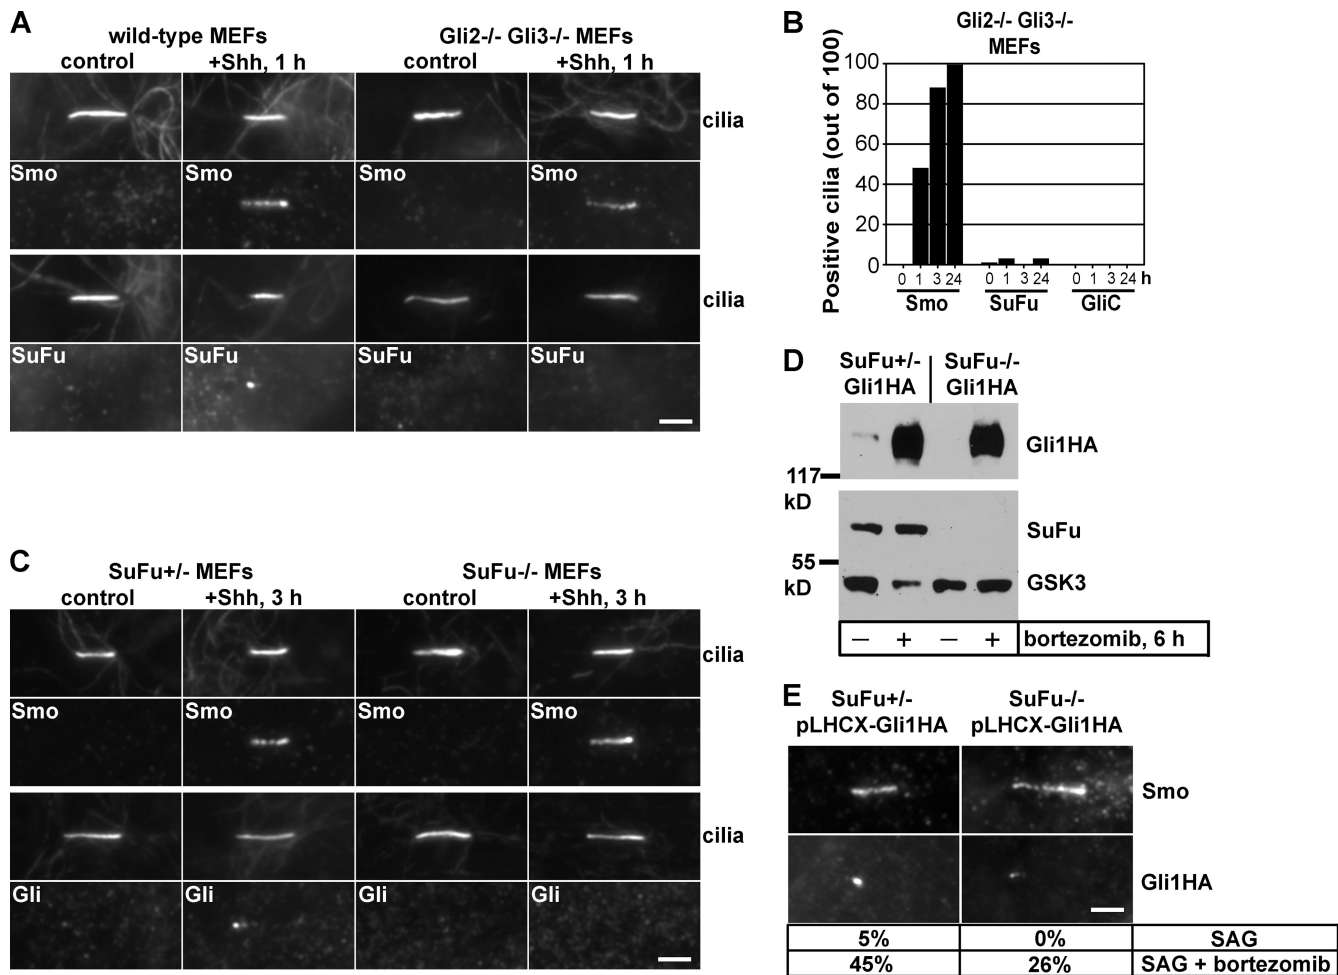 A
wild-type MEFs
Gli2-/- Gli3-/- MEFs
control
+Shh, 1 h
control
+Shh, 1 h
cilia
Smo
Smo
Smo
Smo
cilia
SuFu
SuFu
SuFu
SuFu
B
Gli2-/- Gli3-/-
MEFs
Positive cilia (out of 100)
100
80
60
40
20
0
0 1 3 24 0 1 3 24 0 1 3 24 h
Smo SuFu GliC
C
SuFu+/- MEFs
SuFu-/- MEFs
control
+Shh, 3 h
control
+Shh, 3 h
cilia
Smo
Smo
Smo
Smo
cilia
Gli
Gli
Gli
Gli
D
SuFu+/-
Gli1HA
SuFu-/-
Gli1HA
Gli1HA
117
kD
SuFu
55
kD
GSK3
– + – + bortezomib, 6 h
E
SuFu+/-
pLHCX-Gli1HA
SuFu-/-
pLHCX-Gli1HA
Smo
Gli1HA
5% 0% SAG
45% 26% SAG + bortezomib